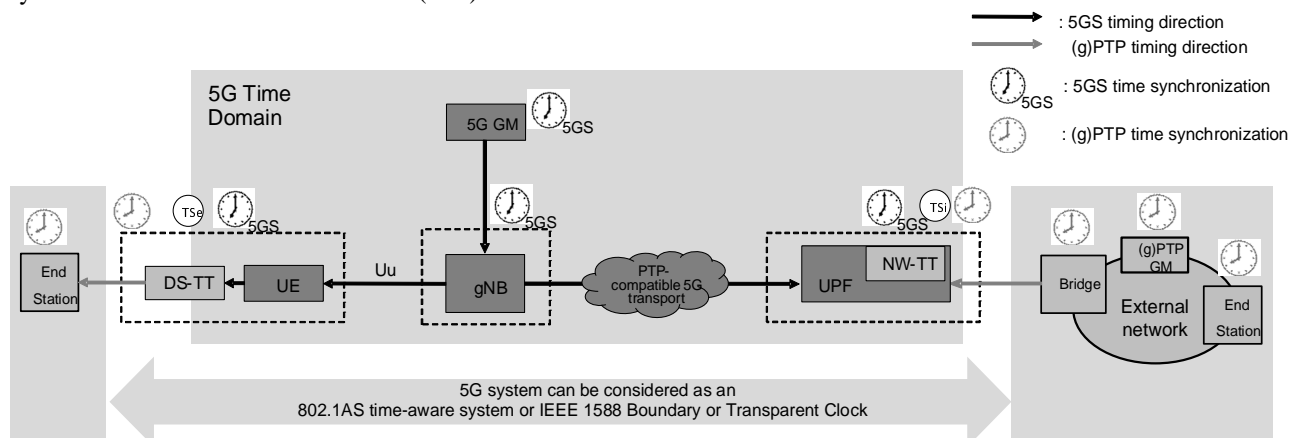 : 5GS timing direction
(g)PTP timing direction
5GS
: 5GS time synchronization
: (g)PTP time synchronization
5G Time
Domain
5G GM
5GS
5GS
TSe
5GS
5GS
TSi
End
Station
DS-TT
UE
Uu
gNB
PTP-
compatible 5G
transport
UPF
NW-TT
Bridge
(g)PTP
GM
External
network
End
Station
5G system can be considered as an
802.1AS time-aware system or IEEE 1588 Boundary or Transparent Clock